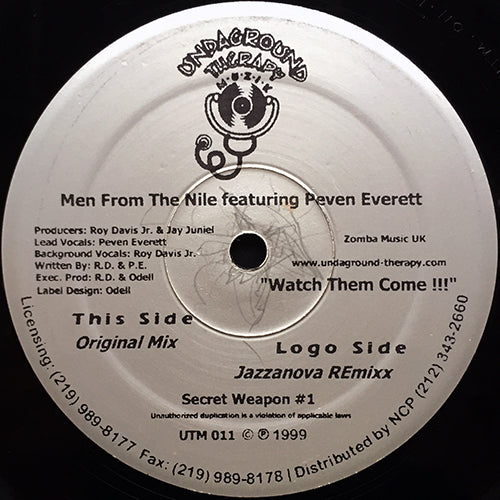 UNDAGROUND
THERAPY
M·U·Z·I·K
Men From The Nile featuring Peven Everett
Producers: Roy Davis Jr. & Jay Juniel
Lead Vocals: Peven Everett
Background Vocals: Roy Davis Jr.
Written By: R.D. & P.E.
Exec. Prod: R.D. & Odell
Label Design: Odell
Zomba Music UK
www.undaground-therapy.com
"Watch Them Come !!!"
This Side
Original Mix
Logo Side
Jazzanova REmixx
Secret Weapon #1
Unauthorized duplication is a violation of applicable laws
UTM 011 © ℗ 1999
Licensing: (219) 989-8177 Fax: (219) 989-8178 | Distributed by NCP (212) 343-2660